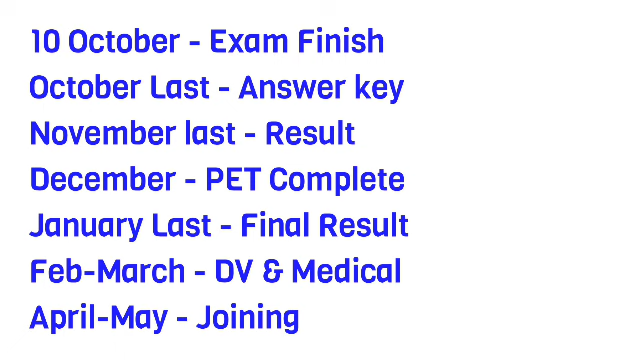 10 October - Exam Finish
October Last - Answer key
November last - Result
December - PET Complete
January Last - Final Result
Feb-March - DV & Medical
April-May - Joining